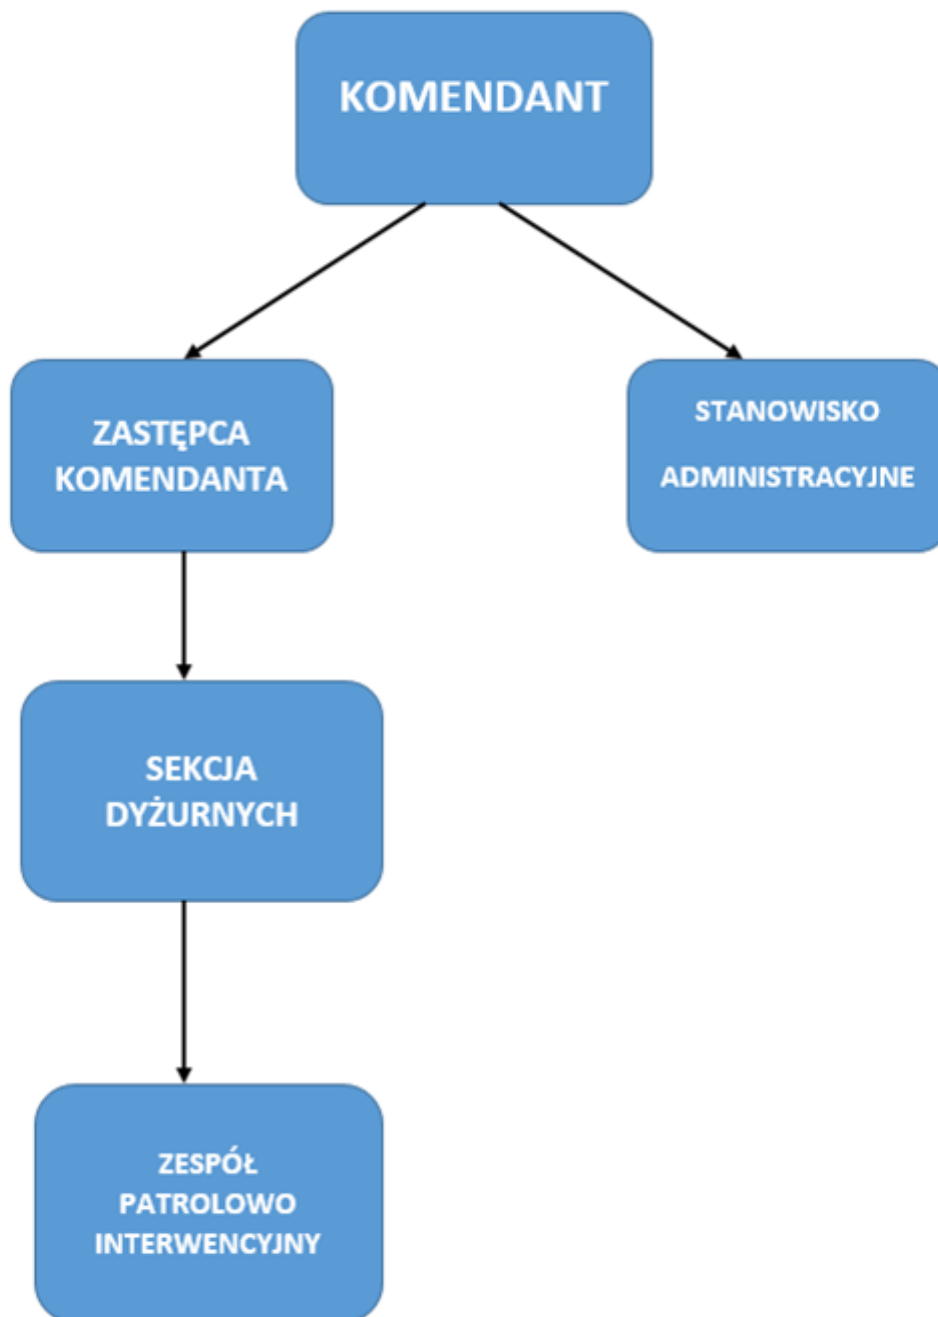 KOMENDANT
ZASTĘPCA
KOMENDANTA
STANOWISKO
ADMINISTRACYJNE
SEKCJA
DYŻURNYCH
ZESPÓŁ
PATROLOWO
INTERWENCYJNY